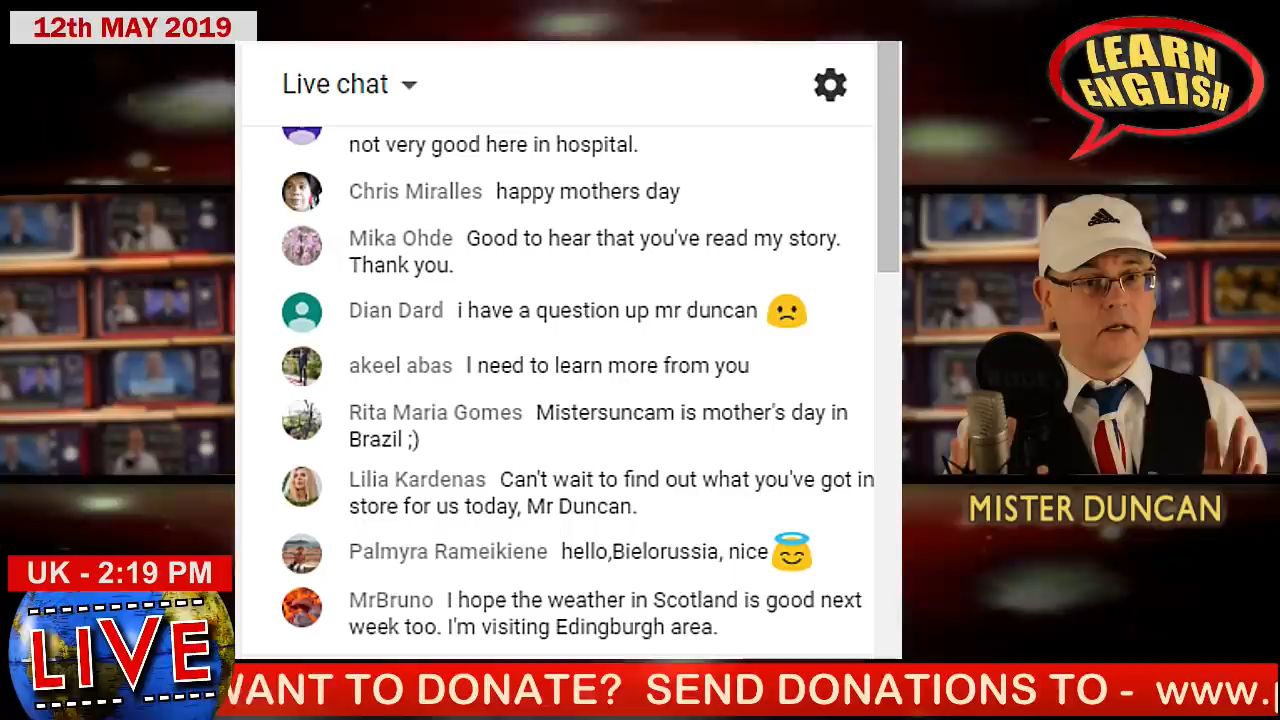 12th MAY 2019
LEARN
ENGLISH
Live chat
not very good here in hospital.
Chris Miralles happy mothers day
Mika Ohde Good to hear that you've read my story.
Thank you.
Dian Dard i have a question up mr duncan 🙁
akeel abas I need to learn more from you
Rita Maria Gomes Mistersuncam is mother's day in
Brazil ;)
Lilia Kardenas Can't wait to find out what you've got in
store for us today, Mr Duncan.
Palmyra Rameikiene hello,Bielorussia, nice 😇
MrBruno I hope the weather in Scotland is good next
week too. I'm visiting Edingburgh area.
MISTER DUNCAN
UK - 2:19 PM
LIVE
WANT TO DONATE? SEND DONATIONS TO - www.